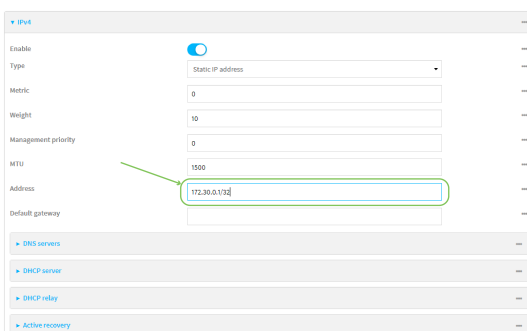 IPv4
Enable
Type Static IP address
Metric 0
Weight 10
Management priority 0
MTU 1500
Address 172.30.0.1/32
Default gateway
DNS servers
DHCP server
DHCP relay
Active recovery